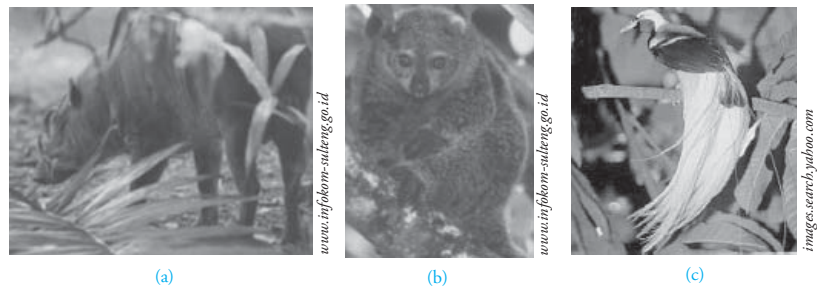 www.infokom-sulteng.go.id
www.infokom-sulteng.go.id
images.search.yahoo.com
(a)
(b)
(c)